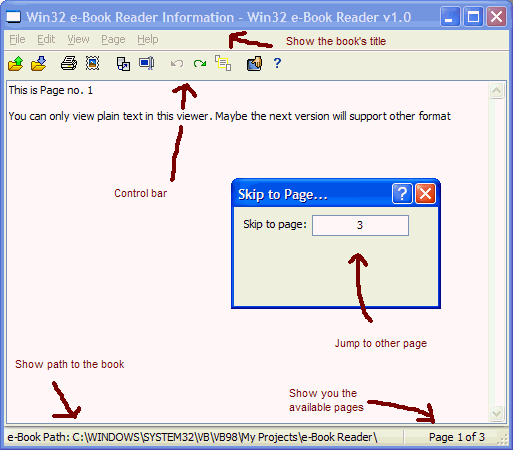 Win32 e-Book Reader Information - Win32 e-Book Reader v1.0
File Edit View Page Help
Show the book's title
This is Page no. 1
You can only view plain text in this viewer. Maybe the next version will support other format
Control bar
Skip to Page...
Skip to page: 3
Jump to other page
Show path to the book
Show you the
available pages
e-Book Path: C:\WINDOWS\SYSTEM32\VB\VB98\My Projects\e-Book Reader\
Page 1 of 3